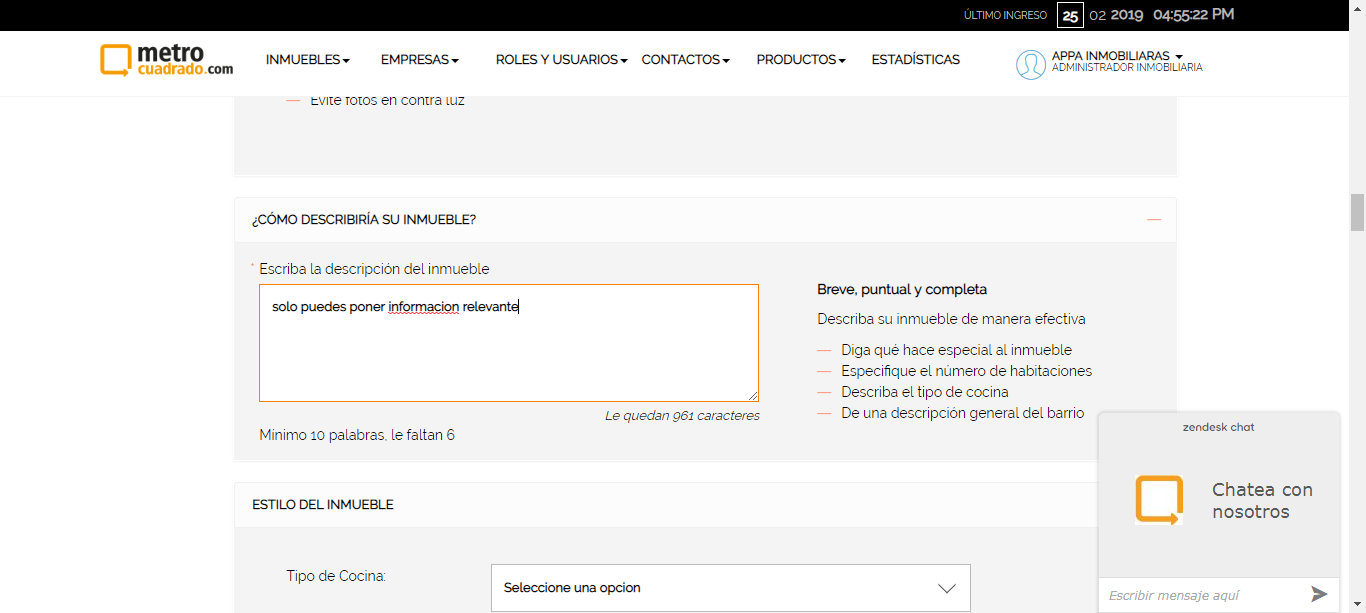 ÚLTIMO INGRESO 25 02 2019 04:55:22 PM
metro
cuadrado.com
INMUEBLES EMPRESAS ROLES Y USUARIOS CONTACTOS PRODUCTOS ESTADÍSTICAS
APPA INMOBILIARAS
ADMINISTRADOR INMOBILIARIA
— Evite fotos en contra luz
¿CÓMO DESCRIBIRÍA SU INMUEBLE?
* Escriba la descripción del inmueble
solo puedes poner informacion relevante
Le quedan 961 caracteres
Mínimo 10 palabras, le faltan 6
Breve, puntual y completa
Describa su inmueble de manera efectiva
— Diga qué hace especial al inmueble
— Especifique el número de habitaciones
— Describa el tipo de cocina
— De una descripción general del barrio
ESTILO DEL INMUEBLE
Tipo de Cocina:
Seleccione una opcion
zendesk chat
Chatea con
nosotros
Escribir mensaje aquí